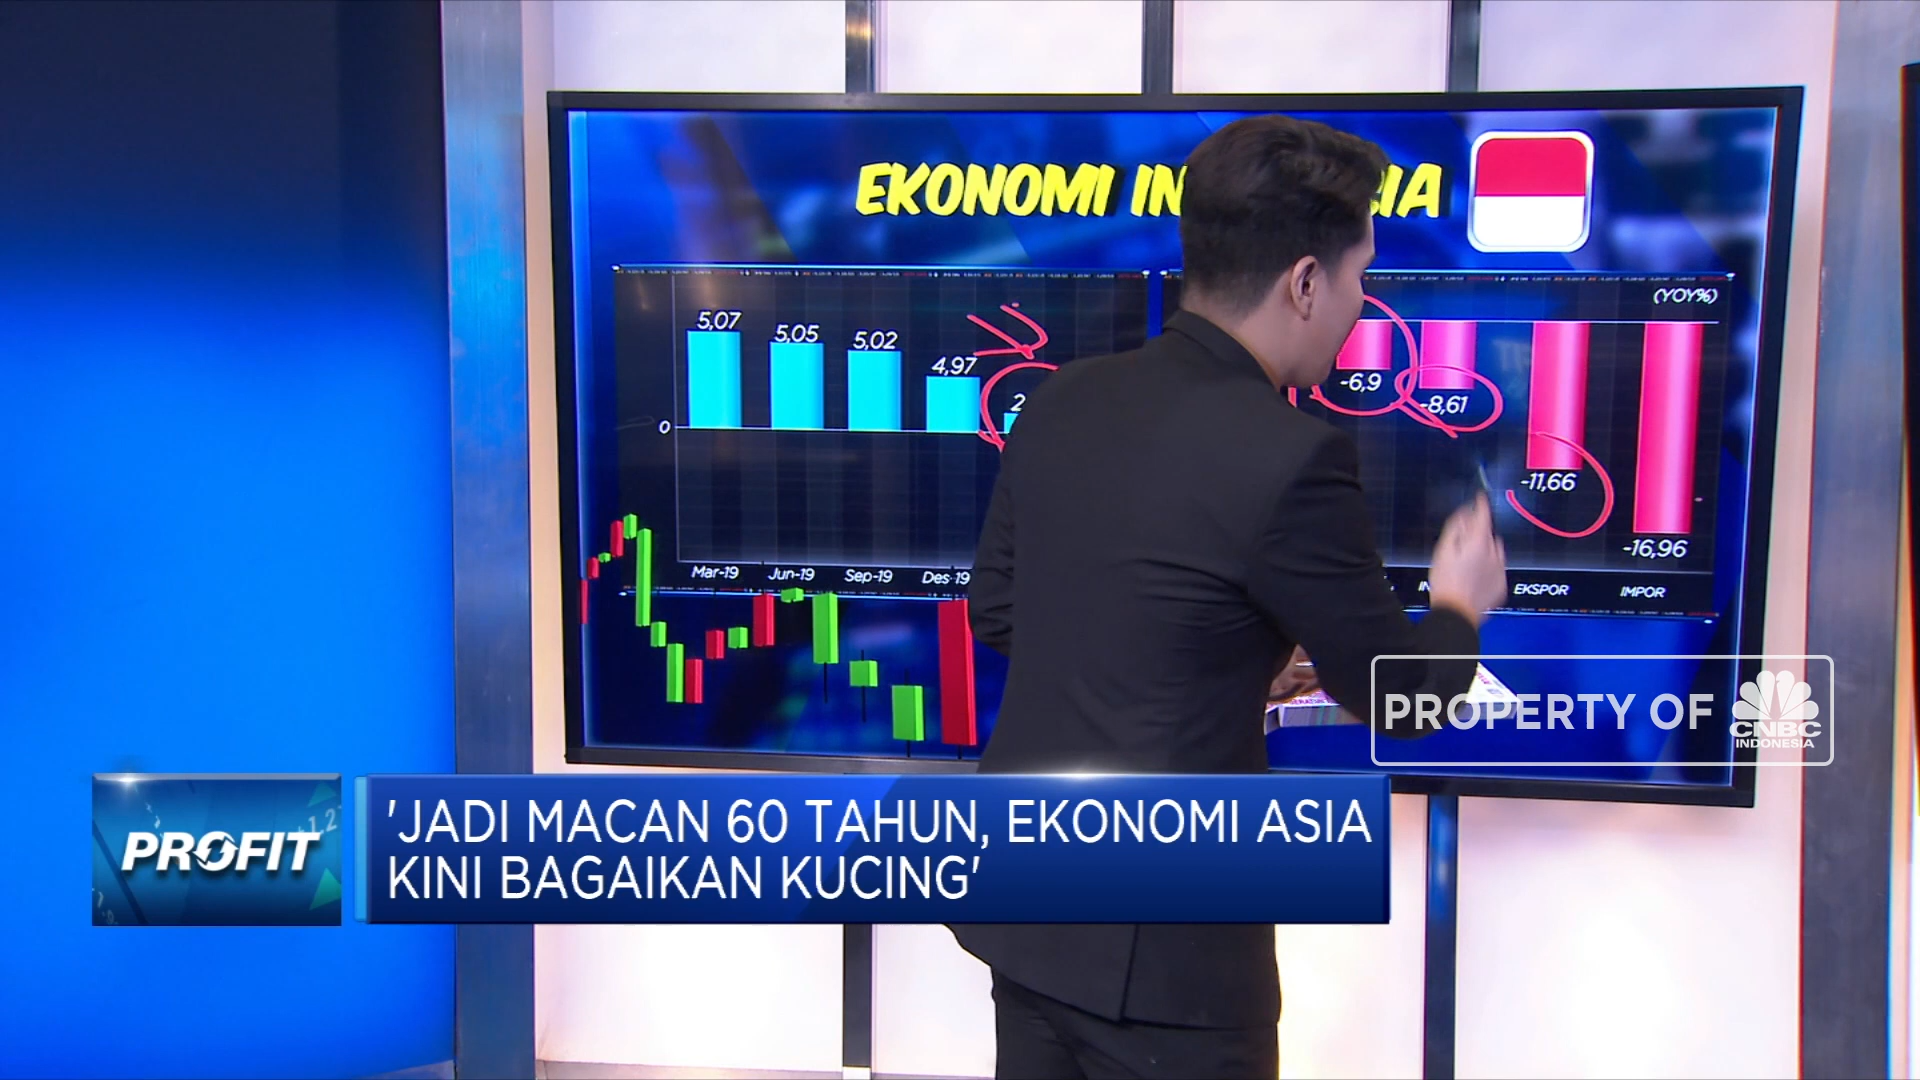 EKONOMI
(YOY%)
5,07
5,05
5,02
4,97
0
-6,9
-8,61
-11,66
-16,96
Mar-19
Jun-19
Sep-19
Des-19
EKSPOR
IMPOR
PROPERTY OF CNBC
INDONESIA
PROFIT
'JADI MACAN 60 TAHUN, EKONOMI ASIA
KINI BAGAIKAN KUCING'